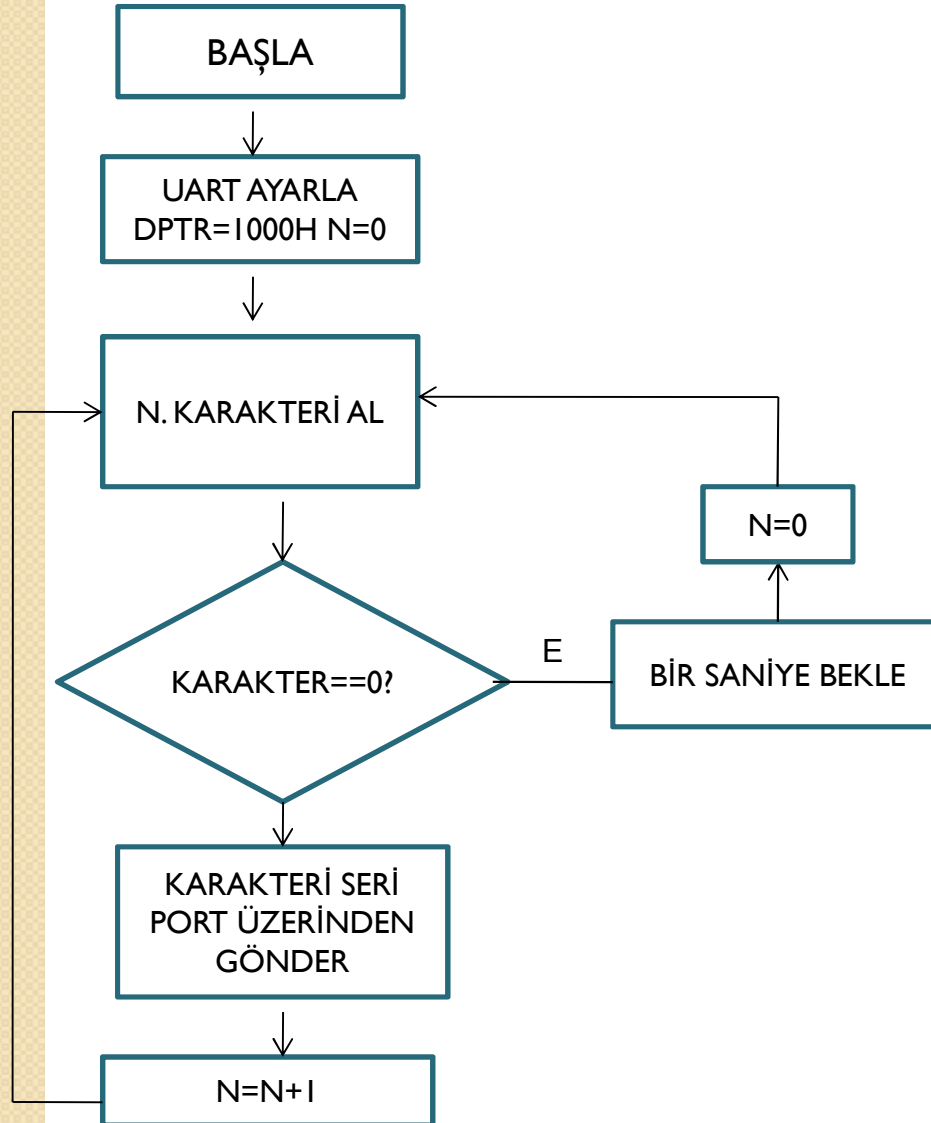 BAŞLA
UART AYARLA
DPTR=1000H N=0
N. KARAKTERİ AL
N=0
KARAKTER==0?
E
BİR SANİYE BEKLE
KARAKTERİ SERİ
PORT ÜZERİNDEN
GÖNDER
N=N+1